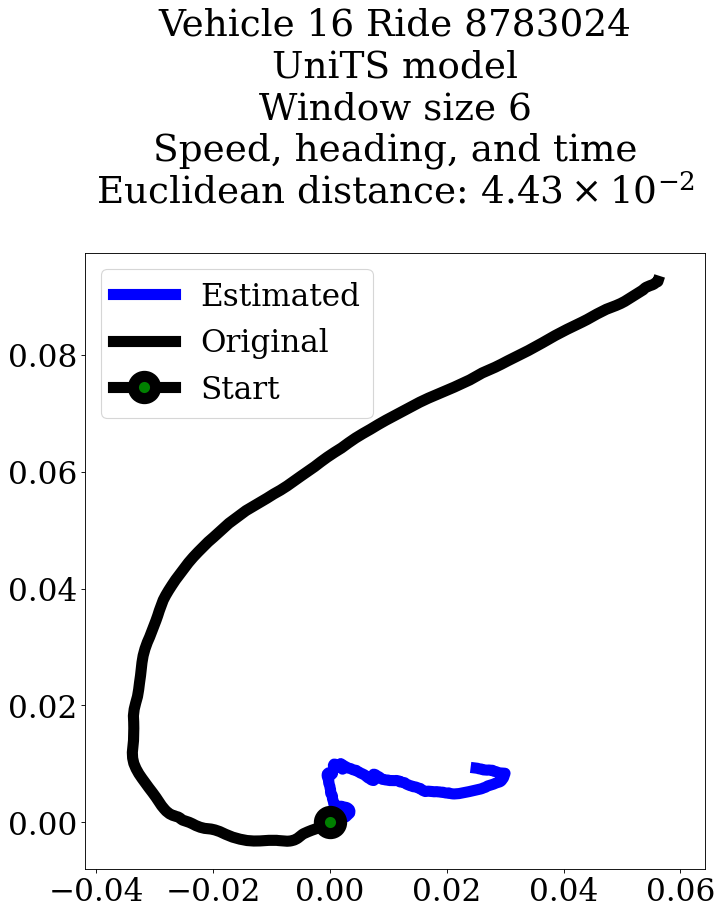 Vehicle 16 Ride 8783024
UniTS model
Window size 6
Speed, heading, and time
Euclidean distance: 4.43 × 10⁻²
Estimated
Original
Start
0.08
0.06
0.04
0.02
0.00
−0.04 −0.02 0.00 0.02 0.04 0.06